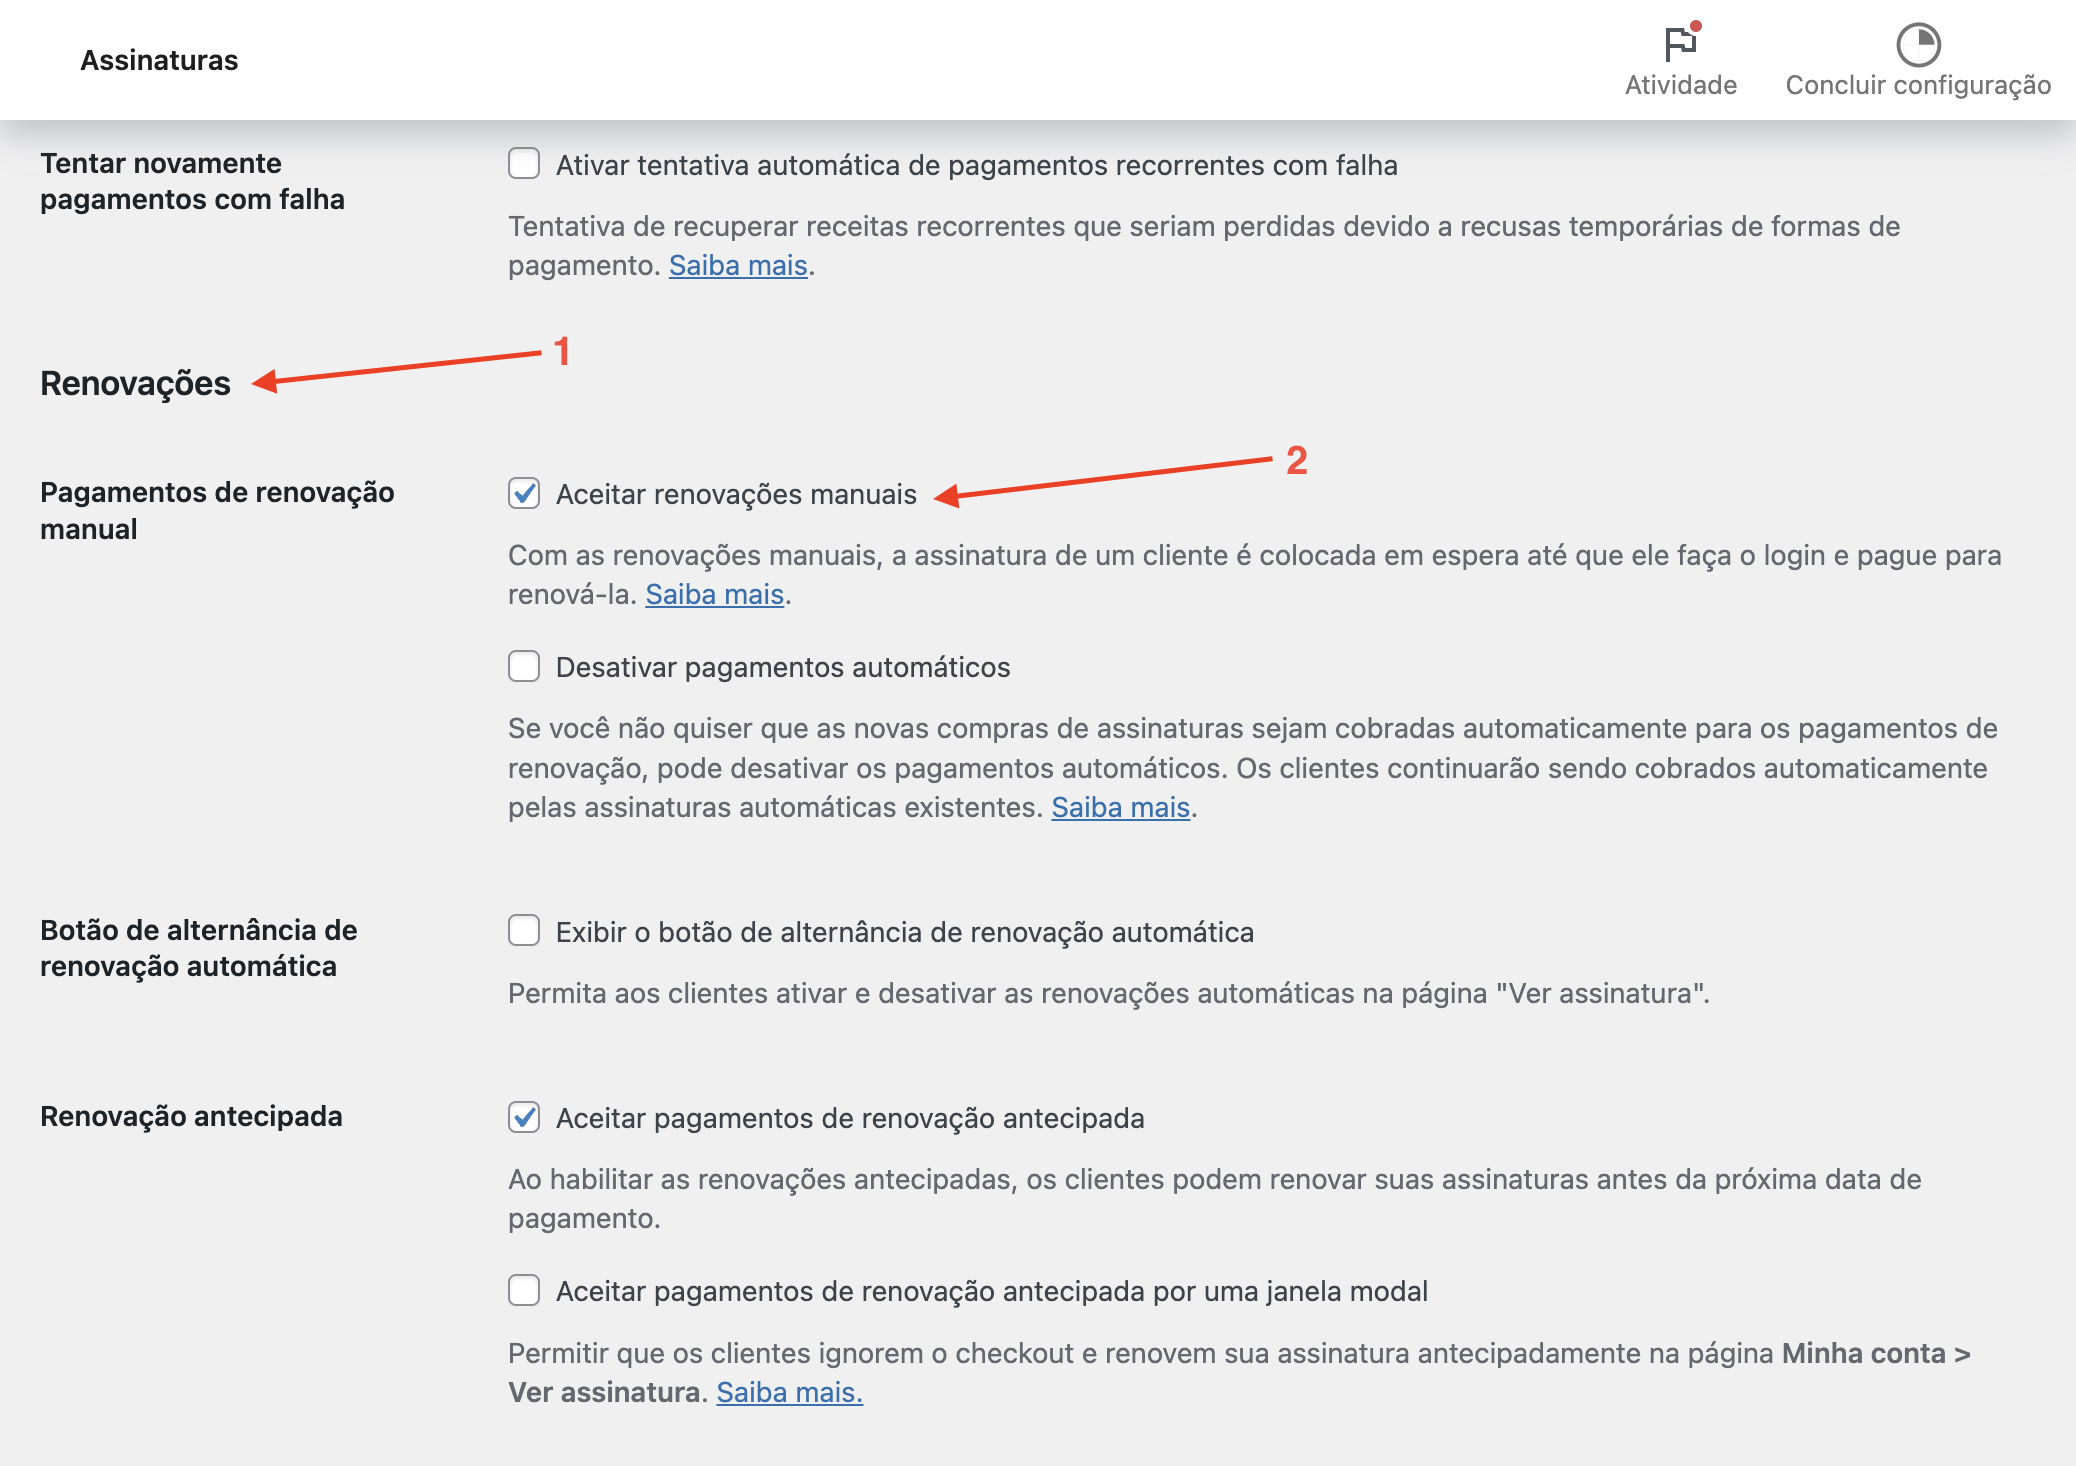 Assinaturas
Atividade
Concluir configuração
Tentar novamente
pagamentos com falha
Ativar tentativa automática de pagamentos recorrentes com falha
Tentativa de recuperar receitas recorrentes que seriam perdidas devido a recusas temporárias de formas de
pagamento. Saiba mais.
1
Renovações
2
Pagamentos de renovação
manual
Aceitar renovações manuais
Com as renovações manuais, a assinatura de um cliente é colocada em espera até que ele faça o login e pague para
renová-la. Saiba mais.
Desativar pagamentos automáticos
Se você não quiser que as novas compras de assinaturas sejam cobradas automaticamente para os pagamentos de
renovação, pode desativar os pagamentos automáticos. Os clientes continuarão sendo cobrados automaticamente
pelas assinaturas automáticas existentes. Saiba mais.
Botão de alternância de
renovação automática
Exibir o botão de alternância de renovação automática
Permita aos clientes ativar e desativar as renovações automáticas na página "Ver assinatura".
Renovação antecipada
Aceitar pagamentos de renovação antecipada
Ao habilitar as renovações antecipadas, os clientes podem renovar suas assinaturas antes da próxima data de
pagamento.
Aceitar pagamentos de renovação antecipada por uma janela modal
Permitir que os clientes ignorem o checkout e renovem sua assinatura antecipadamente na página Minha conta >
Ver assinatura. Saiba mais.